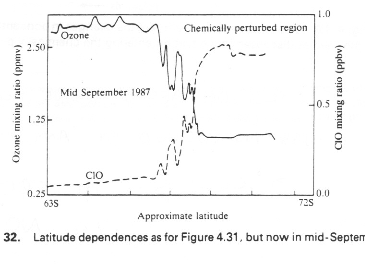 Ozone
Chemically perturbed region
1.0
2.50
Mid September 1987
0.5
1.25
ClO
0.25
0.0
63S
72S
Ozone mixing ratio (ppmv)
ClO mixing ratio (ppbv)
Approximate latitude
32. Latitude dependences as for Figure 4.31, but now in mid-Septem